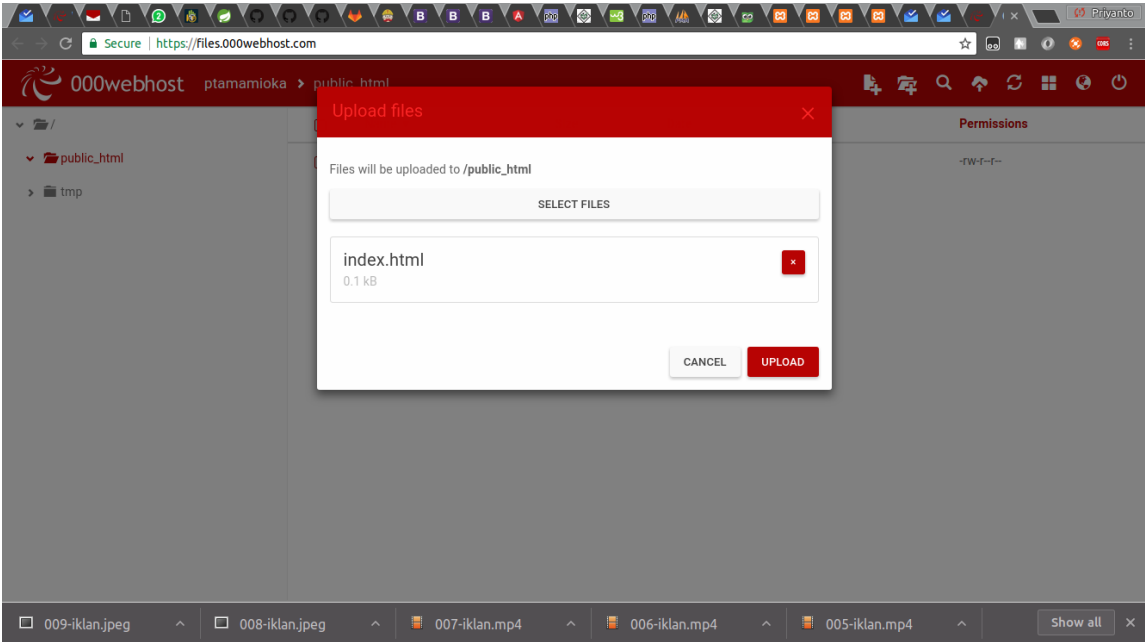 Priyanto
Secure https://files.000webhost.com
000webhost ptamamioka > public_html
Upload files
/
Permissions
public_html
Files will be uploaded to /public_html
-rw-r--r--
tmp
SELECT FILES
index.html
0.1 kB
CANCEL UPLOAD
009-iklan.jpeg 008-iklan.jpeg 007-iklan.mp4 006-iklan.mp4 005-iklan.mp4 Show all